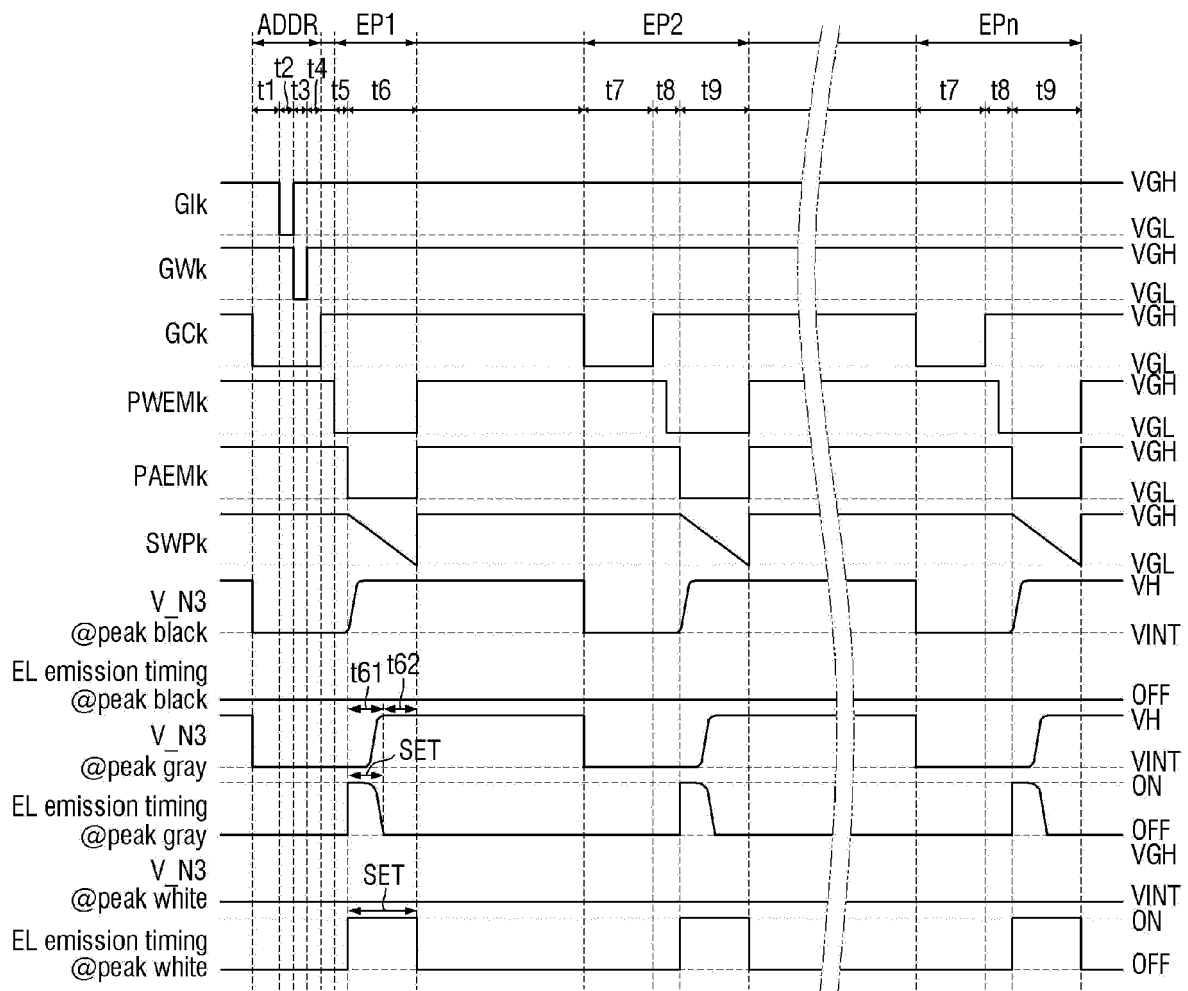 ADDR EP1 EP2 EPn
t1 t2 t3 t4 t5 t6 t7 t8 t9 t7 t8 t9
GIk VGH
VGL
GWk VGH
VGL
GCk VGH
VGL
PWEMk VGH
VGL
PAEMk VGH
VGL
SWPk VGH
VGL
V_N3 VH
@peak black VINT
EL emission timing t61 t62
@peak black OFF
V_N3 VH
SET
@peak gray VINT
ON
EL emission timing
@peak gray OFF
V_N3 VGH
SET
@peak white VINT
ON
EL emission timing
@peak white OFF